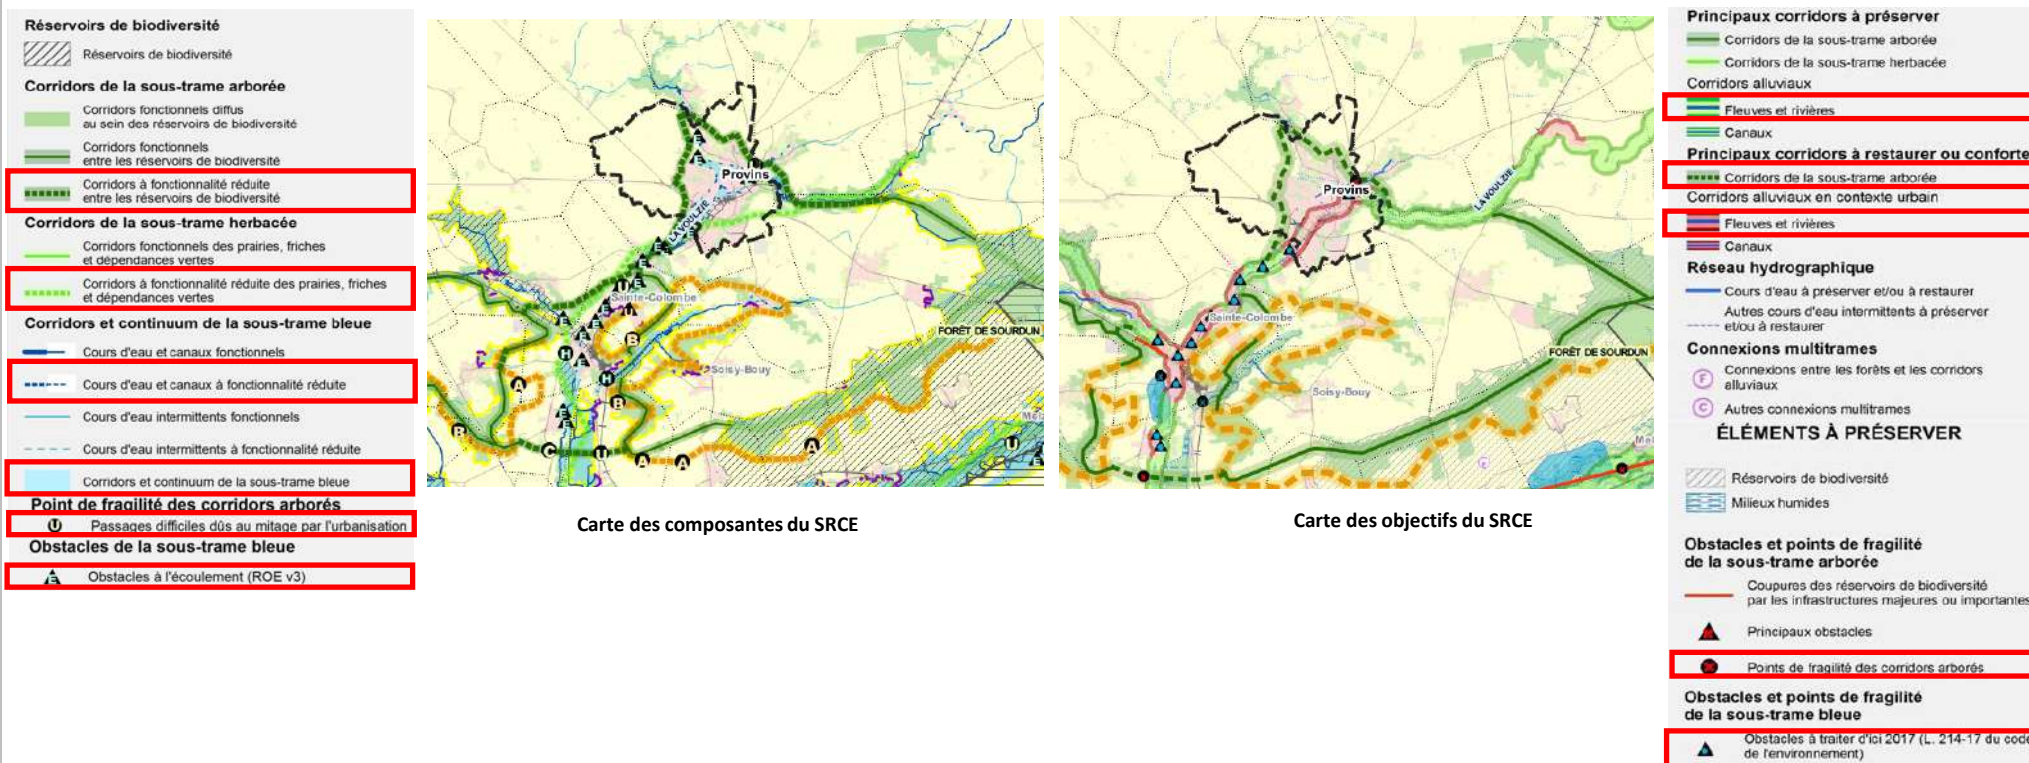 Réservoirs de biodiversité
Réservoirs de biodiversité
Corridors de la sous-trame arborée
Corridors fonctionnels diffus
au sein des réservoirs de biodiversité
Corridors fonctionnels
entre les réservoirs de biodiversité
Corridors à fonctionnalité réduite
entre les réservoirs de biodiversité
Corridors de la sous-trame herbacée
Corridors fonctionnels des prairies, friches
et dépendances vertes
Corridors à fonctionnalité réduite des prairies, friches
et dépendances vertes
Corridors et continuum de la sous-trame bleue
Cours d'eau et canaux fonctionnels
Cours d'eau et canaux à fonctionnalité réduite
Cours d'eau intermittents fonctionnels
Cours d'eau intermittents à fonctionnalité réduite
Corridors et continuum de la sous-trame bleue
Point de fragilité des corridors arborés
U Passages difficiles dûs au mitage par l'urbanisation
Obstacles de la sous-trame bleue
E Obstacles à l'écoulement (ROE v3)
Provins
LA VOULZIE
Sainte-Colombe
Soisy-Bouy
FORÊT DE SOURDUN
Carte des composantes du SRCE
Provins
LA VOULZIE
Sainte-Colombe
Soisy-Bouy
FORÊT DE SOURDUN
Carte des objectifs du SRCE
Principaux corridors à préserver
Corridors de la sous-trame arborée
Corridors de la sous-trame herbacée
Corridors alluviaux
Fleuves et rivières
Canaux
Principaux corridors à restaurer ou conforte
Corridors de la sous-trame arborée
Corridors alluviaux en contexte urbain
Fleuves et rivières
Canaux
Réseau hydrographique
Cours d'eau à préserver et/ou à restaurer
Autres cours d'eau intermittents à préserver
et/ou à restaurer
Connexions multitrames
F Connexions entre les forêts et les corridors
alluviaux
C Autres connexions multitrames
ÉLÉMENTS À PRÉSERVER
Réservoirs de biodiversité
Milieux humides
Obstacles et points de fragilité
de la sous-trame arborée
Coupures des réservoirs de biodiversité
par les infrastructures majeures ou importantes
Principaux obstacles
Points de fragilité des corridors arborés
Obstacles et points de fragilité
de la sous-trame bleue
Obstacles à traiter d'ici 2017 (L. 214-17 du code
de l'environnement)